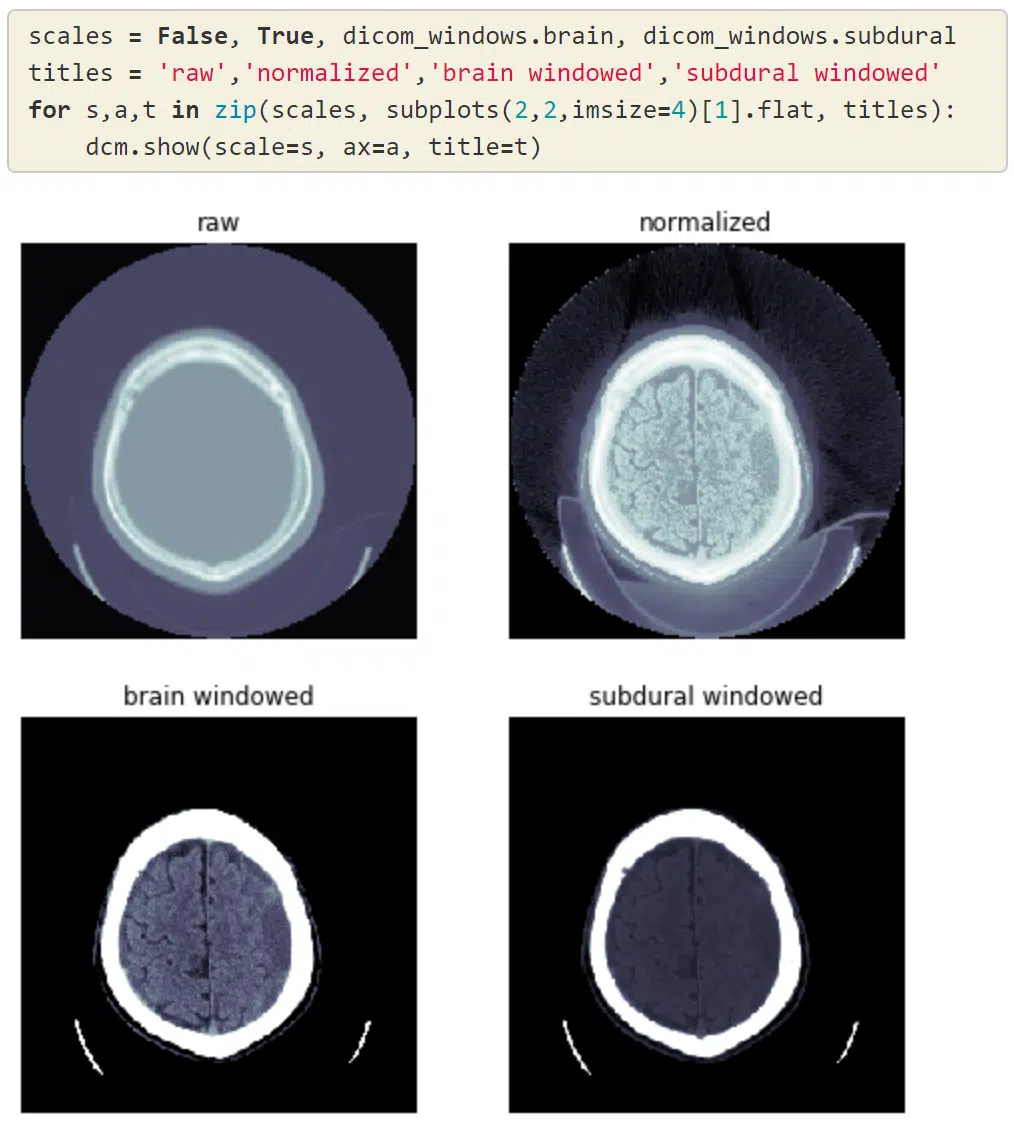 scales = False, True, dicom_windows.brain, dicom_windows.subdural
titles = 'raw','normalized','brain windowed','subdural windowed'
for s,a,t in zip(scales, subplots(2,2,imsize=4)[1].flat, titles):
    dcm.show(scale=s, ax=a, title=t)
raw
normalized
brain windowed
subdural windowed